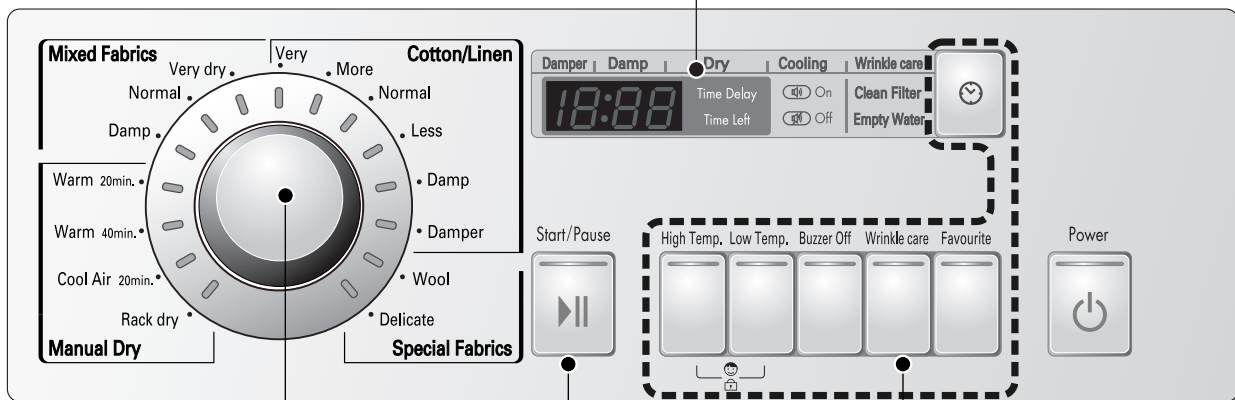 Mixed Fabrics
Cotton/Linen
Very
Very dry
More
Normal
Normal
Damp
Less
Warm 20min.
Damp
Warm 40min.
Damper
Cool Air 20min.
Wool
Rack dry
Delicate
Manual Dry
Special Fabrics
Damper Damp Dry Cooling Wrinkle care
18:88
Time Delay
On
Clean Filter
Time Left
Off
Empty Water
Start/Pause
High Temp. Low Temp. Buzzer Off Wrinkle care Favourite
Power